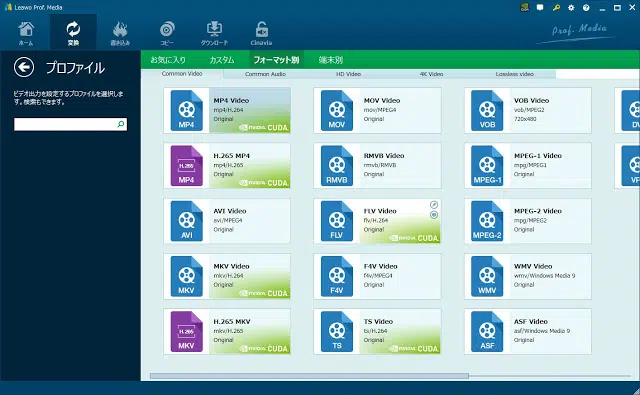 Leawo Prof. Media
ホーム
変換
書き込み
コピー
ダウンロード
Cinavia
Prof. Media
プロファイル
ビデオ出力を設定するプロファイルを選択します。検索もできます。
お気に入り
カスタム
フォーマット別
端末別
Common Video
Common Audio
HD Video
4K Video
Lossless video
MP4
MP4 Video
mp4/H.264
Original
NVIDIA. CUDA.
MOV
MOV Video
mov/MPEG4
Original
VOB
VOB Video
vob/MPEG2
720x480
H.265
MP4
H.265 MP4
mp4/H.265
Original
NVIDIA. CUDA.
RMVB
RMVB Video
rmvb/RMVB
Original
MPEG-1
MPEG-1 Video
mpg/MPEG1
Original
AVI
AVI Video
avi/MPEG4
Original
FLV
FLV Video
flv/H.264
Original
NVIDIA. CUDA.
MPEG-2
MPEG-2 Video
mpg/MPEG2
Original
MKV
MKV Video
mkv/H.264
Original
NVIDIA. CUDA.
F4V
F4V Video
f4v/MPEG4
Original
WMV
WMV Video
wmv/Windows Media 9
Original
H.265
MKV
H.265 MKV
mkv/H.265
Original
NVIDIA. CUDA.
TS
TS Video
ts/H.264
Original
NVIDIA. CUDA.
ASF
ASF Video
asf/Windows Media 9
Original